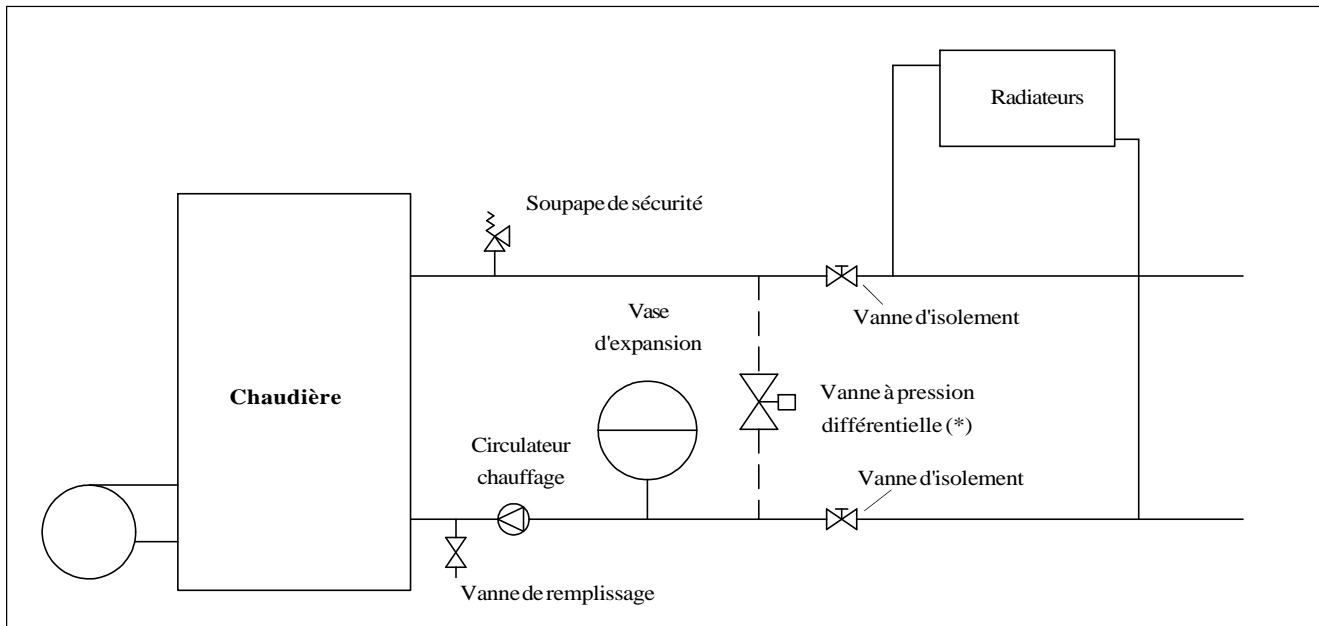 Radiateurs
Soupape de sécurité
Vase
d'expansion
Vanne d'isolement
Chaudière
Vanne à pression
différentielle (*)
Circulateur
chauffage
Vanne d'isolement
Vanne de remplissage